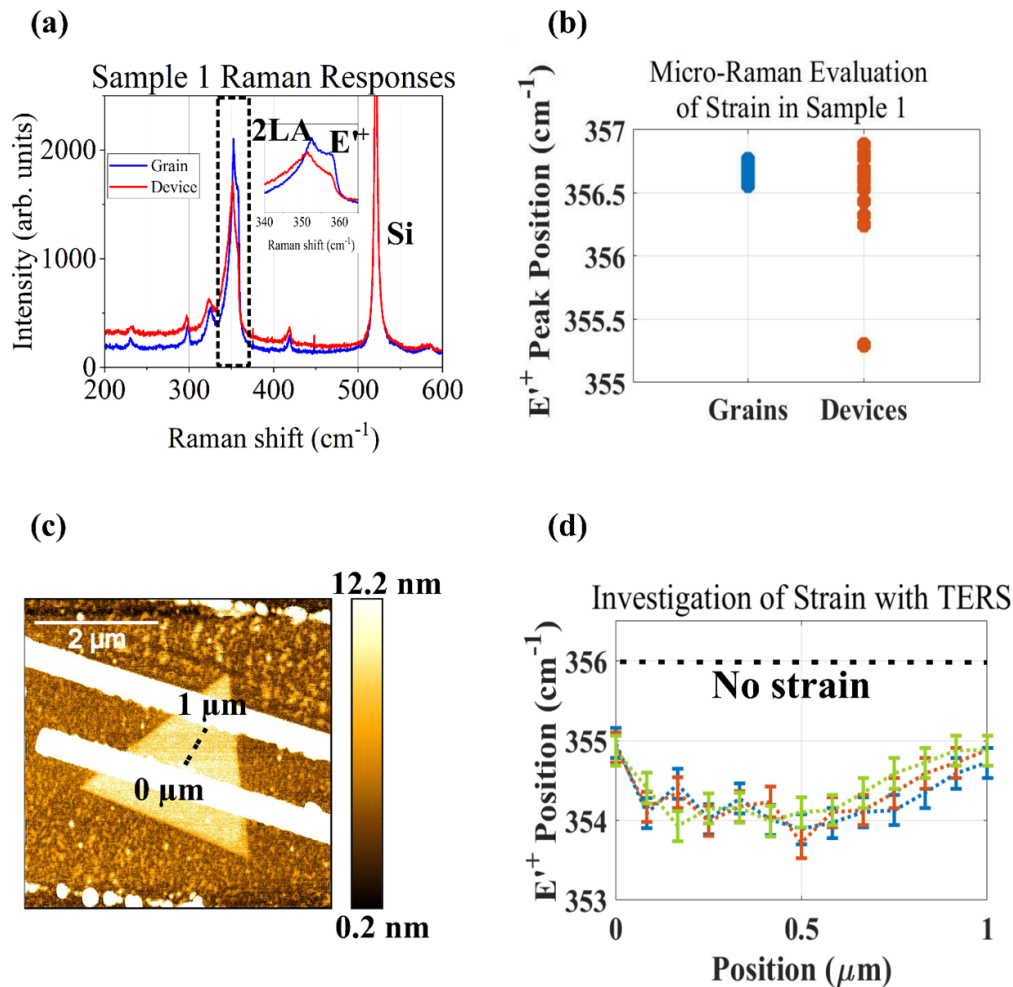 (a)
Sample 1 Raman Responses
Intensity (arb. units)
2000
1000
0
Grain
Device
2LA
E'+
340
350
360
Raman shift (cm-1)
Si
200
300
400
500
600
Raman shift (cm-1)
(b)
Micro-Raman Evaluation
of Strain in Sample 1
E'+ Peak Position (cm-1)
357
356.5
356
355.5
355
Grains
Devices
(c)
2 µm
1 µm
0 µm
12.2 nm
0.2 nm
(d)
Investigation of Strain with TERS
E'+ Position (cm-1)
356
355
354
353
No strain
0
0.5
1
Position (µm)